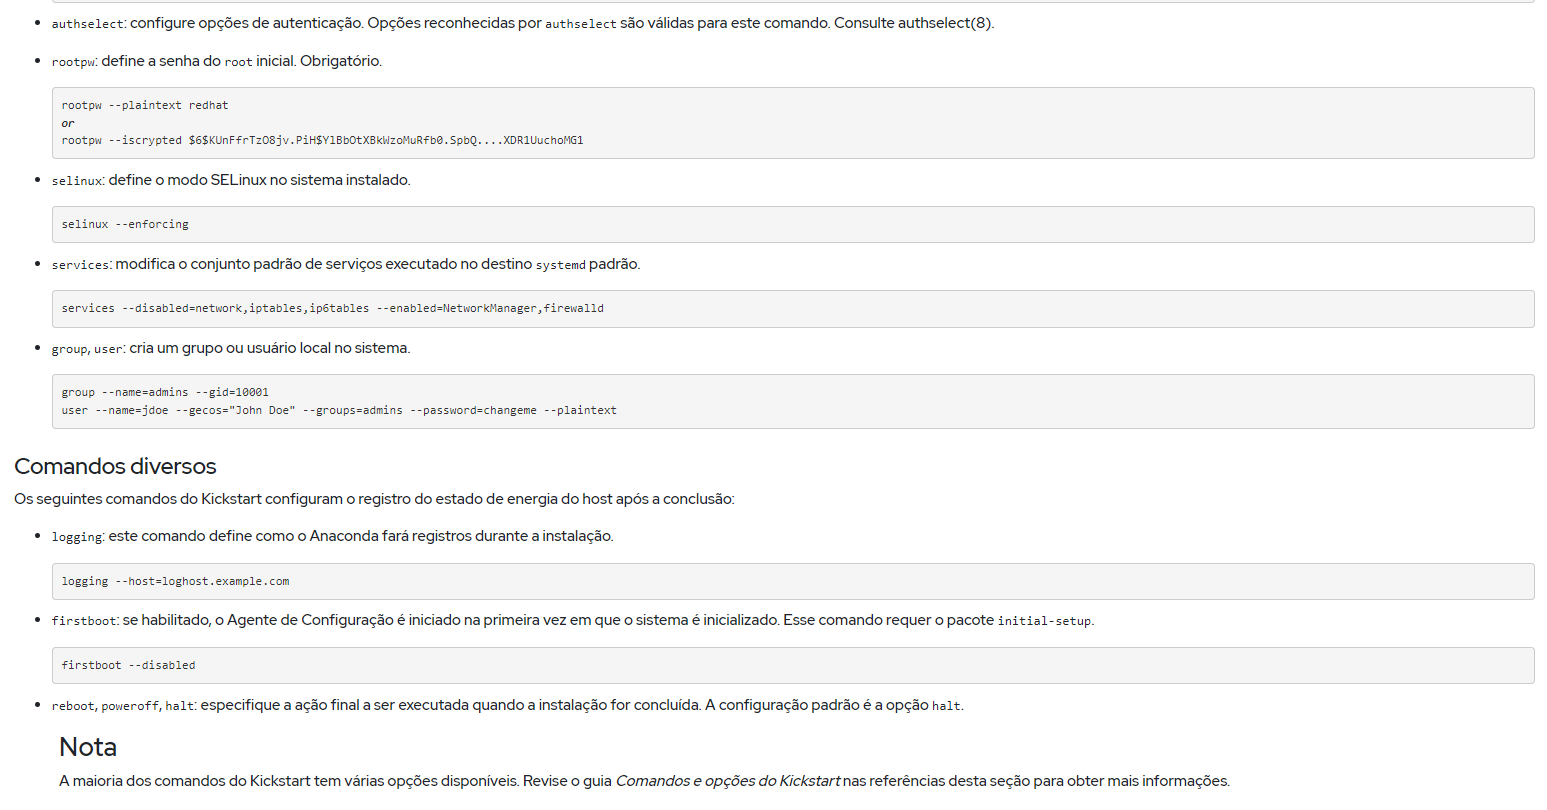 authselect: configure opções de autenticação. Opções reconhecidas por authselect são válidas para este comando. Consulte authselect(8).
rootpw: define a senha do root inicial. Obrigatório.
rootpw --plaintext redhat
or
rootpw --iscrypted $6$KUnFfrTzO8jv.PiH$YlBbOtXBkWzoMuRfb0.SpbQ....XDR1UuchoMG1
selinux: define o modo SELinux no sistema instalado.
selinux --enforcing
services: modifica o conjunto padrão de serviços executado no destino systemd padrão.
services --disabled=network,iptables,ip6tables --enabled=NetworkManager,firewalld
group, user: cria um grupo ou usuário local no sistema.
group --name=admins --gid=10001
user --name=jdoe --gecos="John Doe" --groups=admins --password=changeme --plaintext
Comandos diversos
Os seguintes comandos do Kickstart configuram o registro do estado de energia do host após a conclusão:
logging: este comando define como o Anaconda fará registros durante a instalação.
logging --host=loghost.example.com
firstboot: se habilitado, o Agente de Configuração é iniciado na primeira vez em que o sistema é inicializado. Esse comando requer o pacote initial-setup.
firstboot --disabled
reboot, poweroff, halt: especifique a ação final a ser executada quando a instalação for concluída. A configuração padrão é a opção halt.
Nota
A maioria dos comandos do Kickstart tem várias opções disponíveis. Revise o guia Comandos e opções do Kickstart nas referências desta seção para obter mais informações.